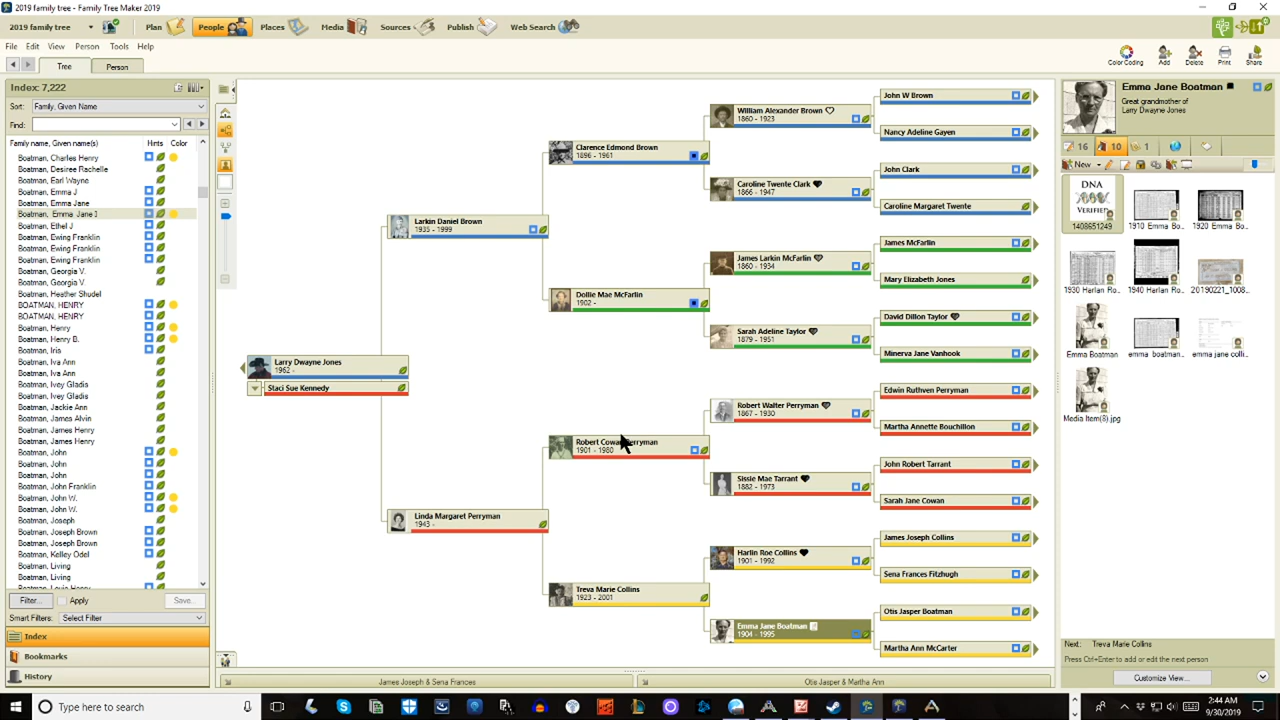 2019 family tree - Family Tree Maker 2019
2019 family tree Plan People Places Media Sources Publish Web Search
File Edit View Person Tools Help
Tree Person
Color Coding Add Delete Print Share
Index: 7,222
Sort: Family, Given Name
Find:
Family name, Given name(s) Hints Color
Boatman, Charles Henry
Boatman, Desiree Rachelle
Boatman, Earl Wayne
Boatman, Emma J
Boatman, Emma Jane
Boatman, Emma Jane
Boatman, Ethel J
Boatman, Ewing Franklin
Boatman, Ewing Franklin
Boatman, Ewing Franklin
Boatman, Georgia V.
Boatman, Georgia V.
Boatman, Heather Shudel
BOATMAN, HENRY
BOATMAN, HENRY
Boatman, Henry
Boatman, Henry B.
Boatman, Iris
Boatman, Iva Ann
Boatman, Iva Ann
Boatman, Ivey Gladis
Boatman, Ivey Gladis
Boatman, Jackie Ann
Boatman, James Alvin
Boatman, James Henry
Boatman, James Henry
Boatman, John
Boatman, John
Boatman, John
Boatman, John Franklin
Boatman, John W.
Boatman, John W.
Boatman, Joseph
Boatman, Joseph Brown
Boatman, Joseph Brown
Boatman, Kelley Odel
Boatman, Living
Boatman, Living
Filter... Apply Save...
Smart Filters: Select Filter
Index
Bookmarks
History
Larry Dwayne Jones
1962 -
Staci Sue Kennedy
Larkin Daniel Brown
1935 - 1999
Linda Margaret Perryman
1943 -
Clarence Edmond Brown
1896 - 1961
Dollie Mae McFarlin
1902 -
Robert Cowan Perryman
1901 - 1980
Treva Marie Collins
1923 - 2001
William Alexander Brown
1860 - 1923
Caroline Twente Clark
1866 - 1947
James Larkin McFarlin
1860 - 1934
Sarah Adeline Taylor
1879 - 1951
Robert Walter Perryman
1867 - 1930
Sissie Mae Tarrant
1882 - 1973
Harlin Roe Collins
1901 - 1992
Emma Jane Boatman
1904 - 1995
John W Brown
Nancy Adeline Gayen
John Clark
Caroline Margaret Twente
James McFarlin
Mary Elizabeth Jones
David Dillon Taylor
Minerva Jane Vanhook
Edwin Ruthven Perryman
Martha Annette Bouchillon
John Robert Tarrant
Sarah Jane Cowan
James Joseph Collins
Sena Frances Fitzhugh
Otis Jasper Boatman
Martha Ann McCarter
James Joseph & Sena Frances
Otis Jasper & Martha Ann
Emma Jane Boatman
Great grandmother of
Larry Dwayne Jones
16 10 1
New
DNA
VERIFIED
1408651249
1910 Emma Bo...
1920 Emma Bo...
1930 Harlan Ro...
1940 Harlan Ro...
20190221_1008...
Emma Boatman
emma boatman...
emma jane colli...
Media Item(8).jpg
Next: Treva Marie Collins
Press Ctrl+Enter to add or edit the next person
Customize View...
Type here to search
2:44 AM
9/30/2019